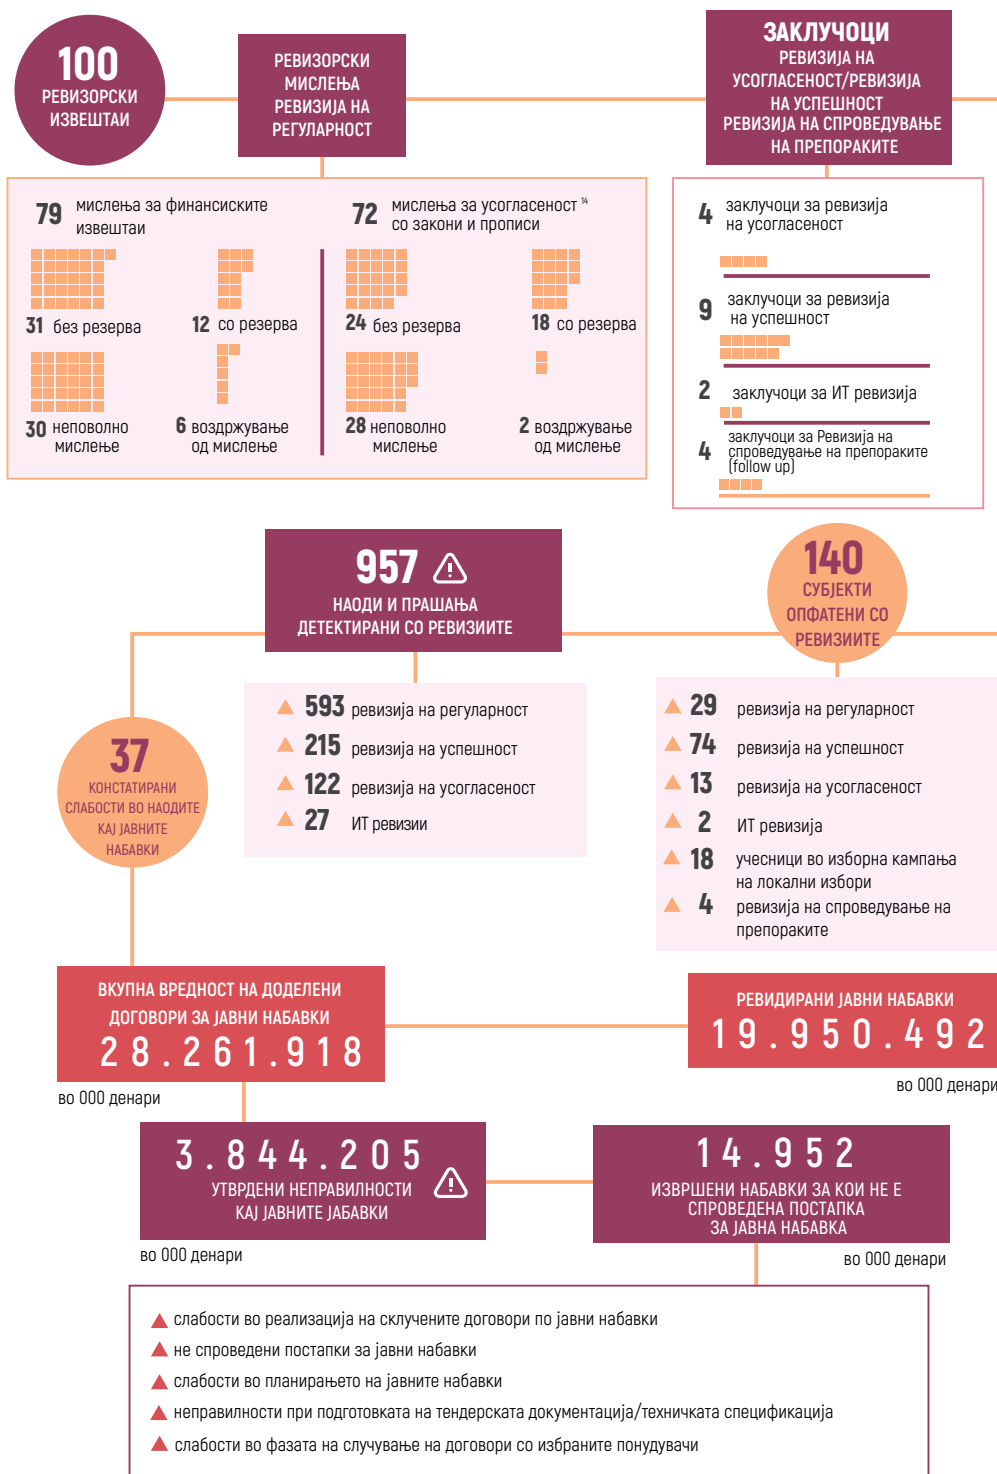 100
РЕВИЗОРСКИ
ИЗВЕШТАИ
РЕВИЗОРСКИ
МИСЛЕЊА
РЕВИЗИЈА НА
РЕГУЛАРНОСТ
ЗАКЛУЧОЦИ
РЕВИЗИЈА НА
УСОГЛАСЕНОСТ/РЕВИЗИЈА
НА УСПЕШНОСТ
РЕВИЗИЈА НА СПРОВЕДУВАЊЕ
НА ПРЕПОРАКИТЕ
79 мислења за финансиските
извештаи
31 без резерва
12 со резерва
30 неповолно
мислење
6 воздржување
од мислење
72 мислења за усогласеност 14
со закони и прописи
24 без резерва
18 со резерва
28 неповолно
мислење
2 воздржување
од мислење
4 заклучоци за ревизија
на усогласеност
9 заклучоци за ревизија
на успешност
2 заклучоци за ИТ ревизија
4 заклучоци за Ревизија на
спроведување на препораките
(follow up)
957
НАОДИ И ПРАШАЊА
ДЕТЕКТИРАНИ СО РЕВИЗИИТЕ
593 ревизија на регуларност
215 ревизија на успешност
122 ревизија на усогласеност
27 ИТ ревизии
140
СУБЈЕКТИ
ОПФАТЕНИ СО
РЕВИЗИИТЕ
29 ревизија на регуларност
74 ревизија на успешност
13 ревизија на усогласеност
2 ИТ ревизија
18 учесници во изборна кампања
на локални избори
4 ревизија на спроведување на
препораките
37
КОНСТАТИРАНИ
СЛАБОСТИ ВО НАОДИТЕ
КАЈ ЈАВНИТЕ
НАБАВКИ
ВКУПНА ВРЕДНОСТ НА ДОДЕЛЕНИ
ДОГОВОРИ ЗА ЈАВНИ НАБАВКИ
28.261.918
во 000 денари
РЕВИДИРАНИ ЈАВНИ НАБАВКИ
19.950.492
во 000 денари
3.844.205
УТВРДЕНИ НЕПРАВИЛНОСТИ
КАЈ ЈАВНИТЕ ЈАБАВКИ
во 000 денари
14.952
ИЗВРШЕНИ НАБАВКИ ЗА КОИ НЕ Е
СПРОВЕДЕНА ПОСТАПКА
ЗА ЈАВНА НАБАВКА
во 000 денари
слабости во реализација на склучените договори по јавни набавки
не спроведени постапки за јавни набавки
слабости во планирањето на јавните набавки
неправилности при подготовката на тендерската документација/техничката спецификација
слабости во фазата на случување на договори со избраните понудувачи